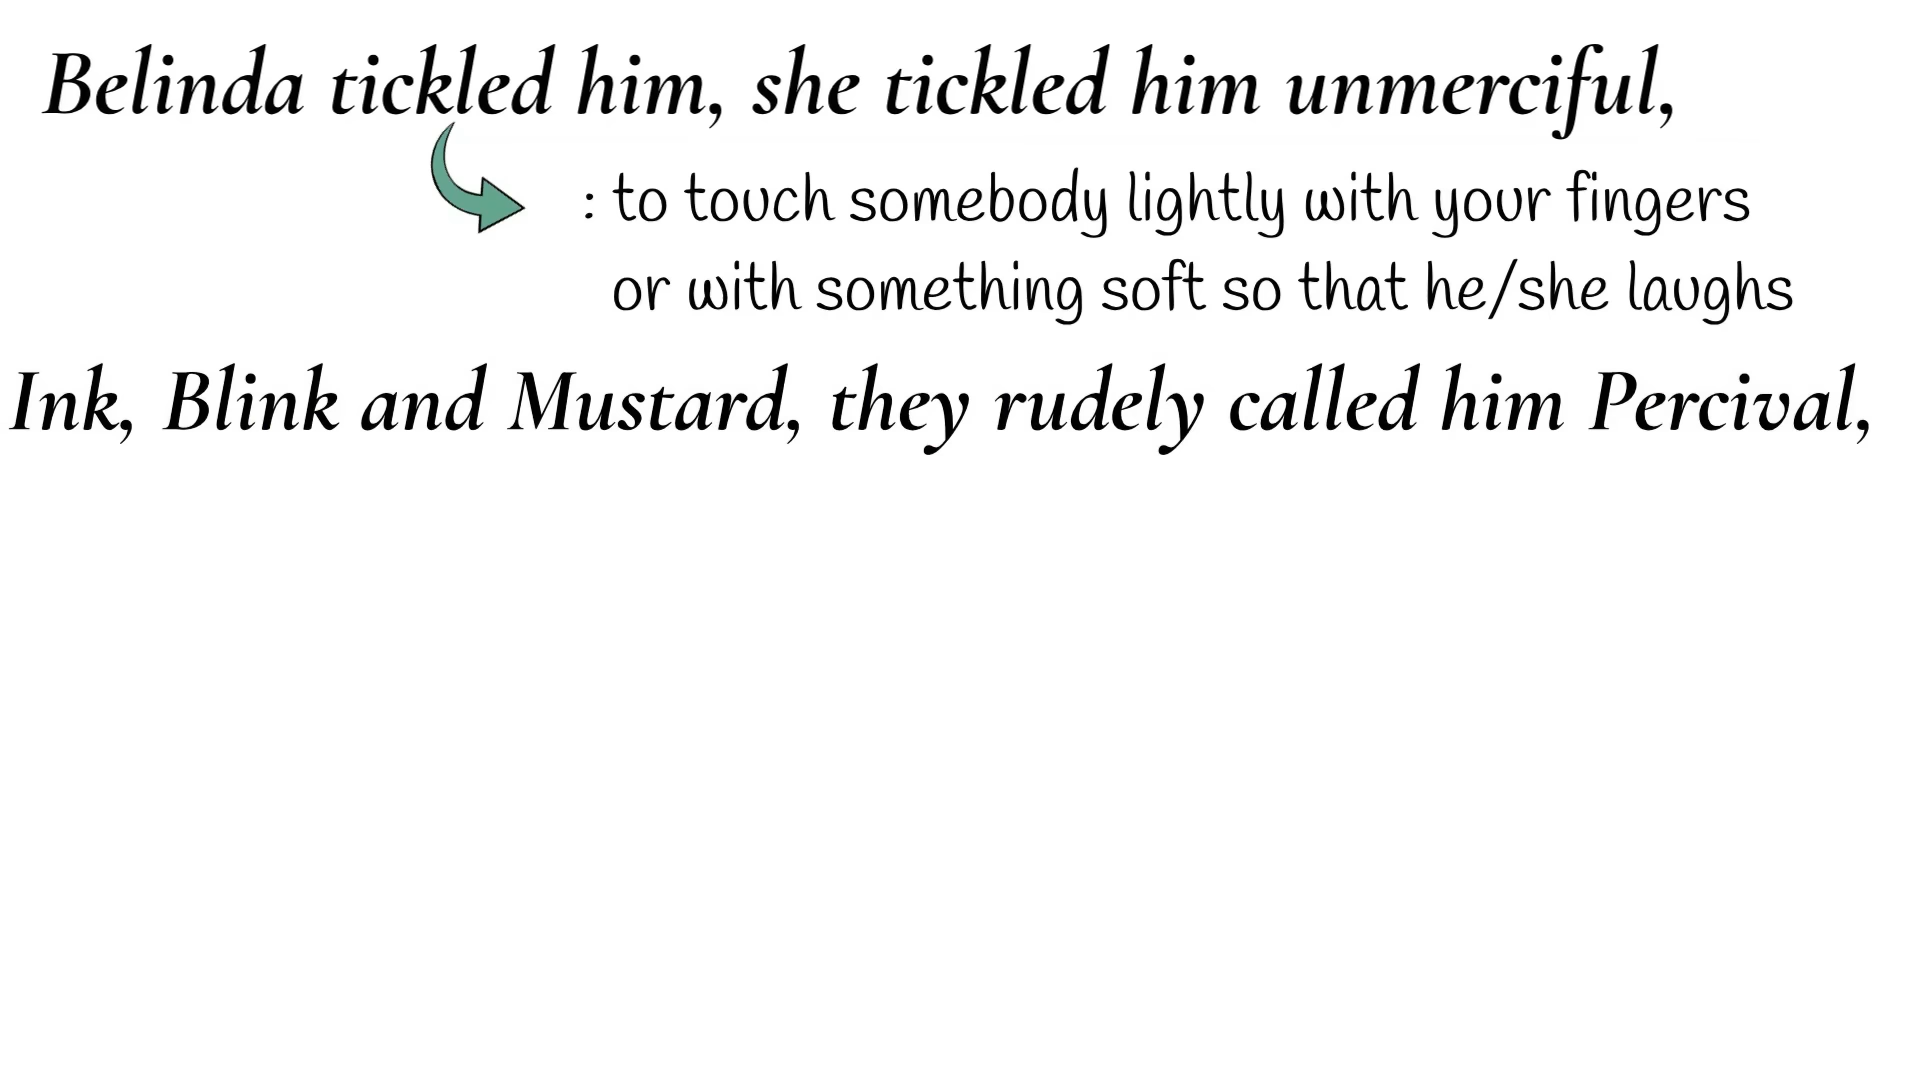 Belinda tickled him, she tickled him unmerciful,
: to touch somebody lightly with your fingers
or with something soft so that he/she laughs
Ink, Blink and Mustard, they rudely called him Percival,